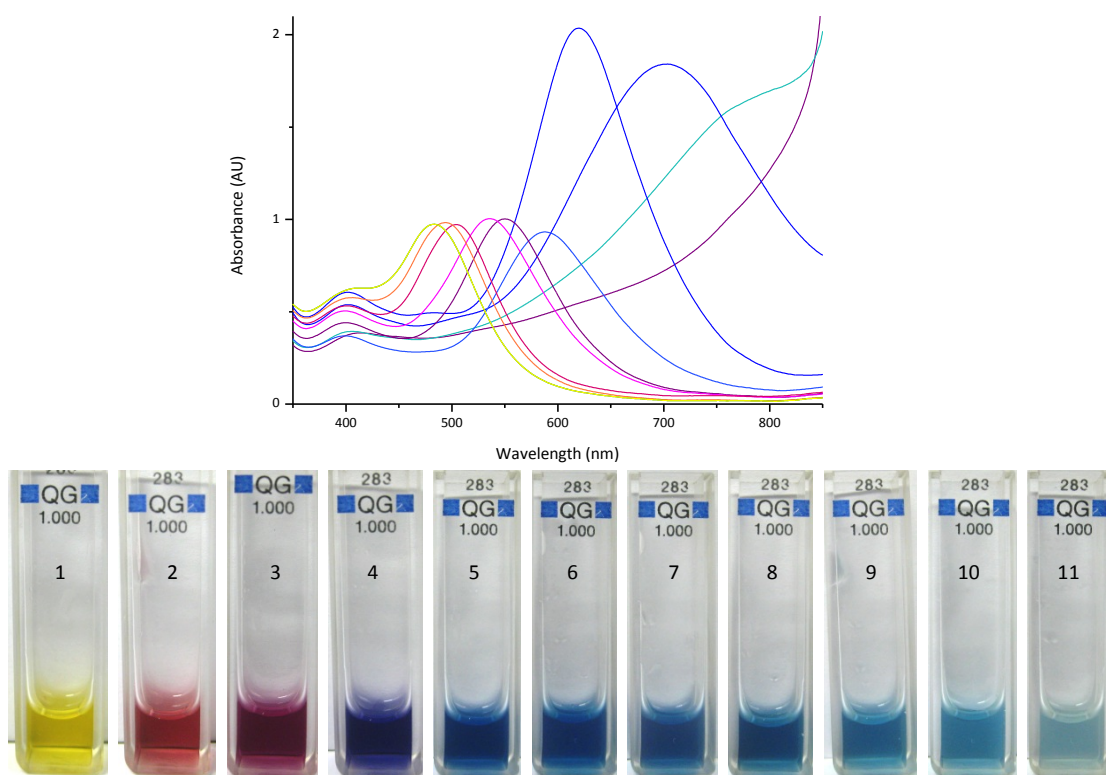 2
Absorbance (AU)
1
0
400 500 600 700 800
Wavelength (nm)
283 283 283 283 283 283 283 283 283
QG QG QG QG QG QG QG QG QG QG QG
1.000 1.000 1.000 1.000 1.000 1.000 1.000 1.000 1.000 1.000 1.000
1 2 3 4 5 6 7 8 9 10 11